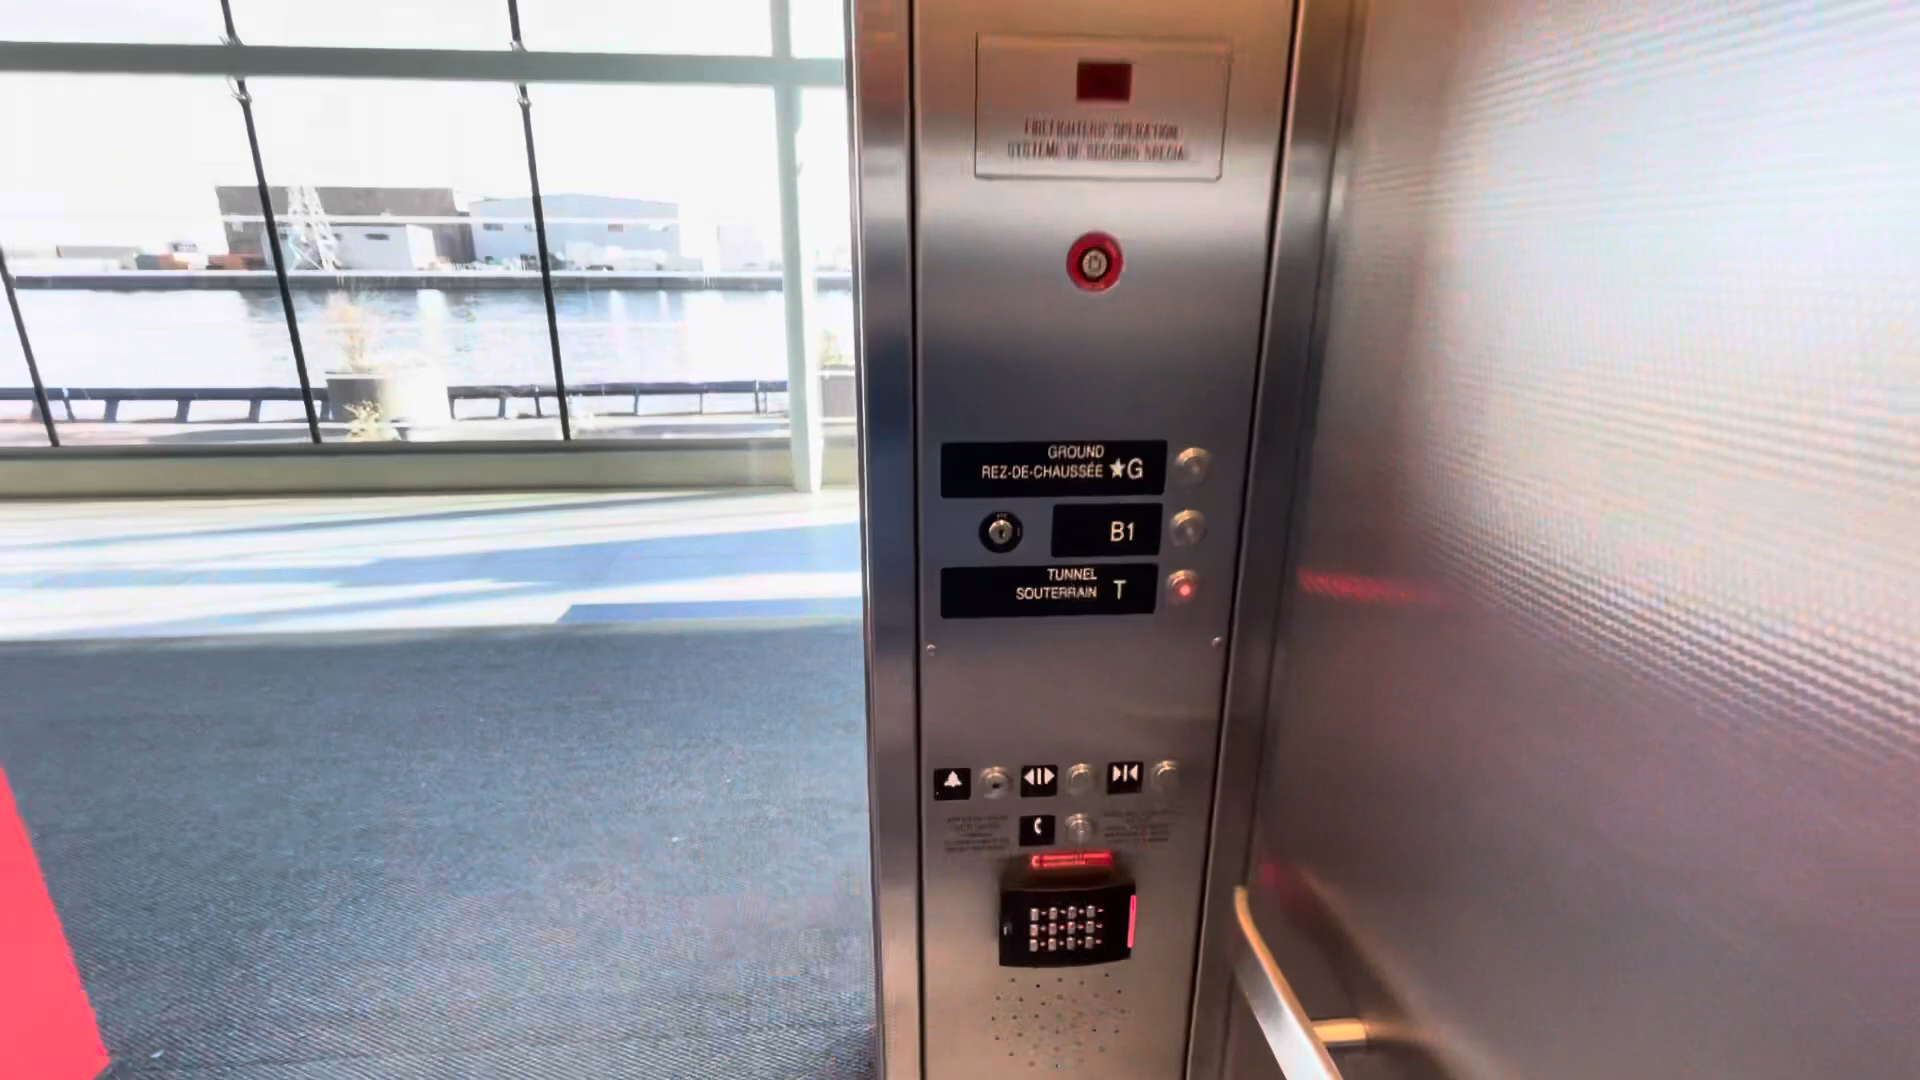 FIREFIGHTERS' OPERATION
SYSTÈME DE SECOURS SPÉCIAL
GROUND
REZ-DE-CHAUSSÉE ★G
B1
TUNNEL
SOUTERRAIN T